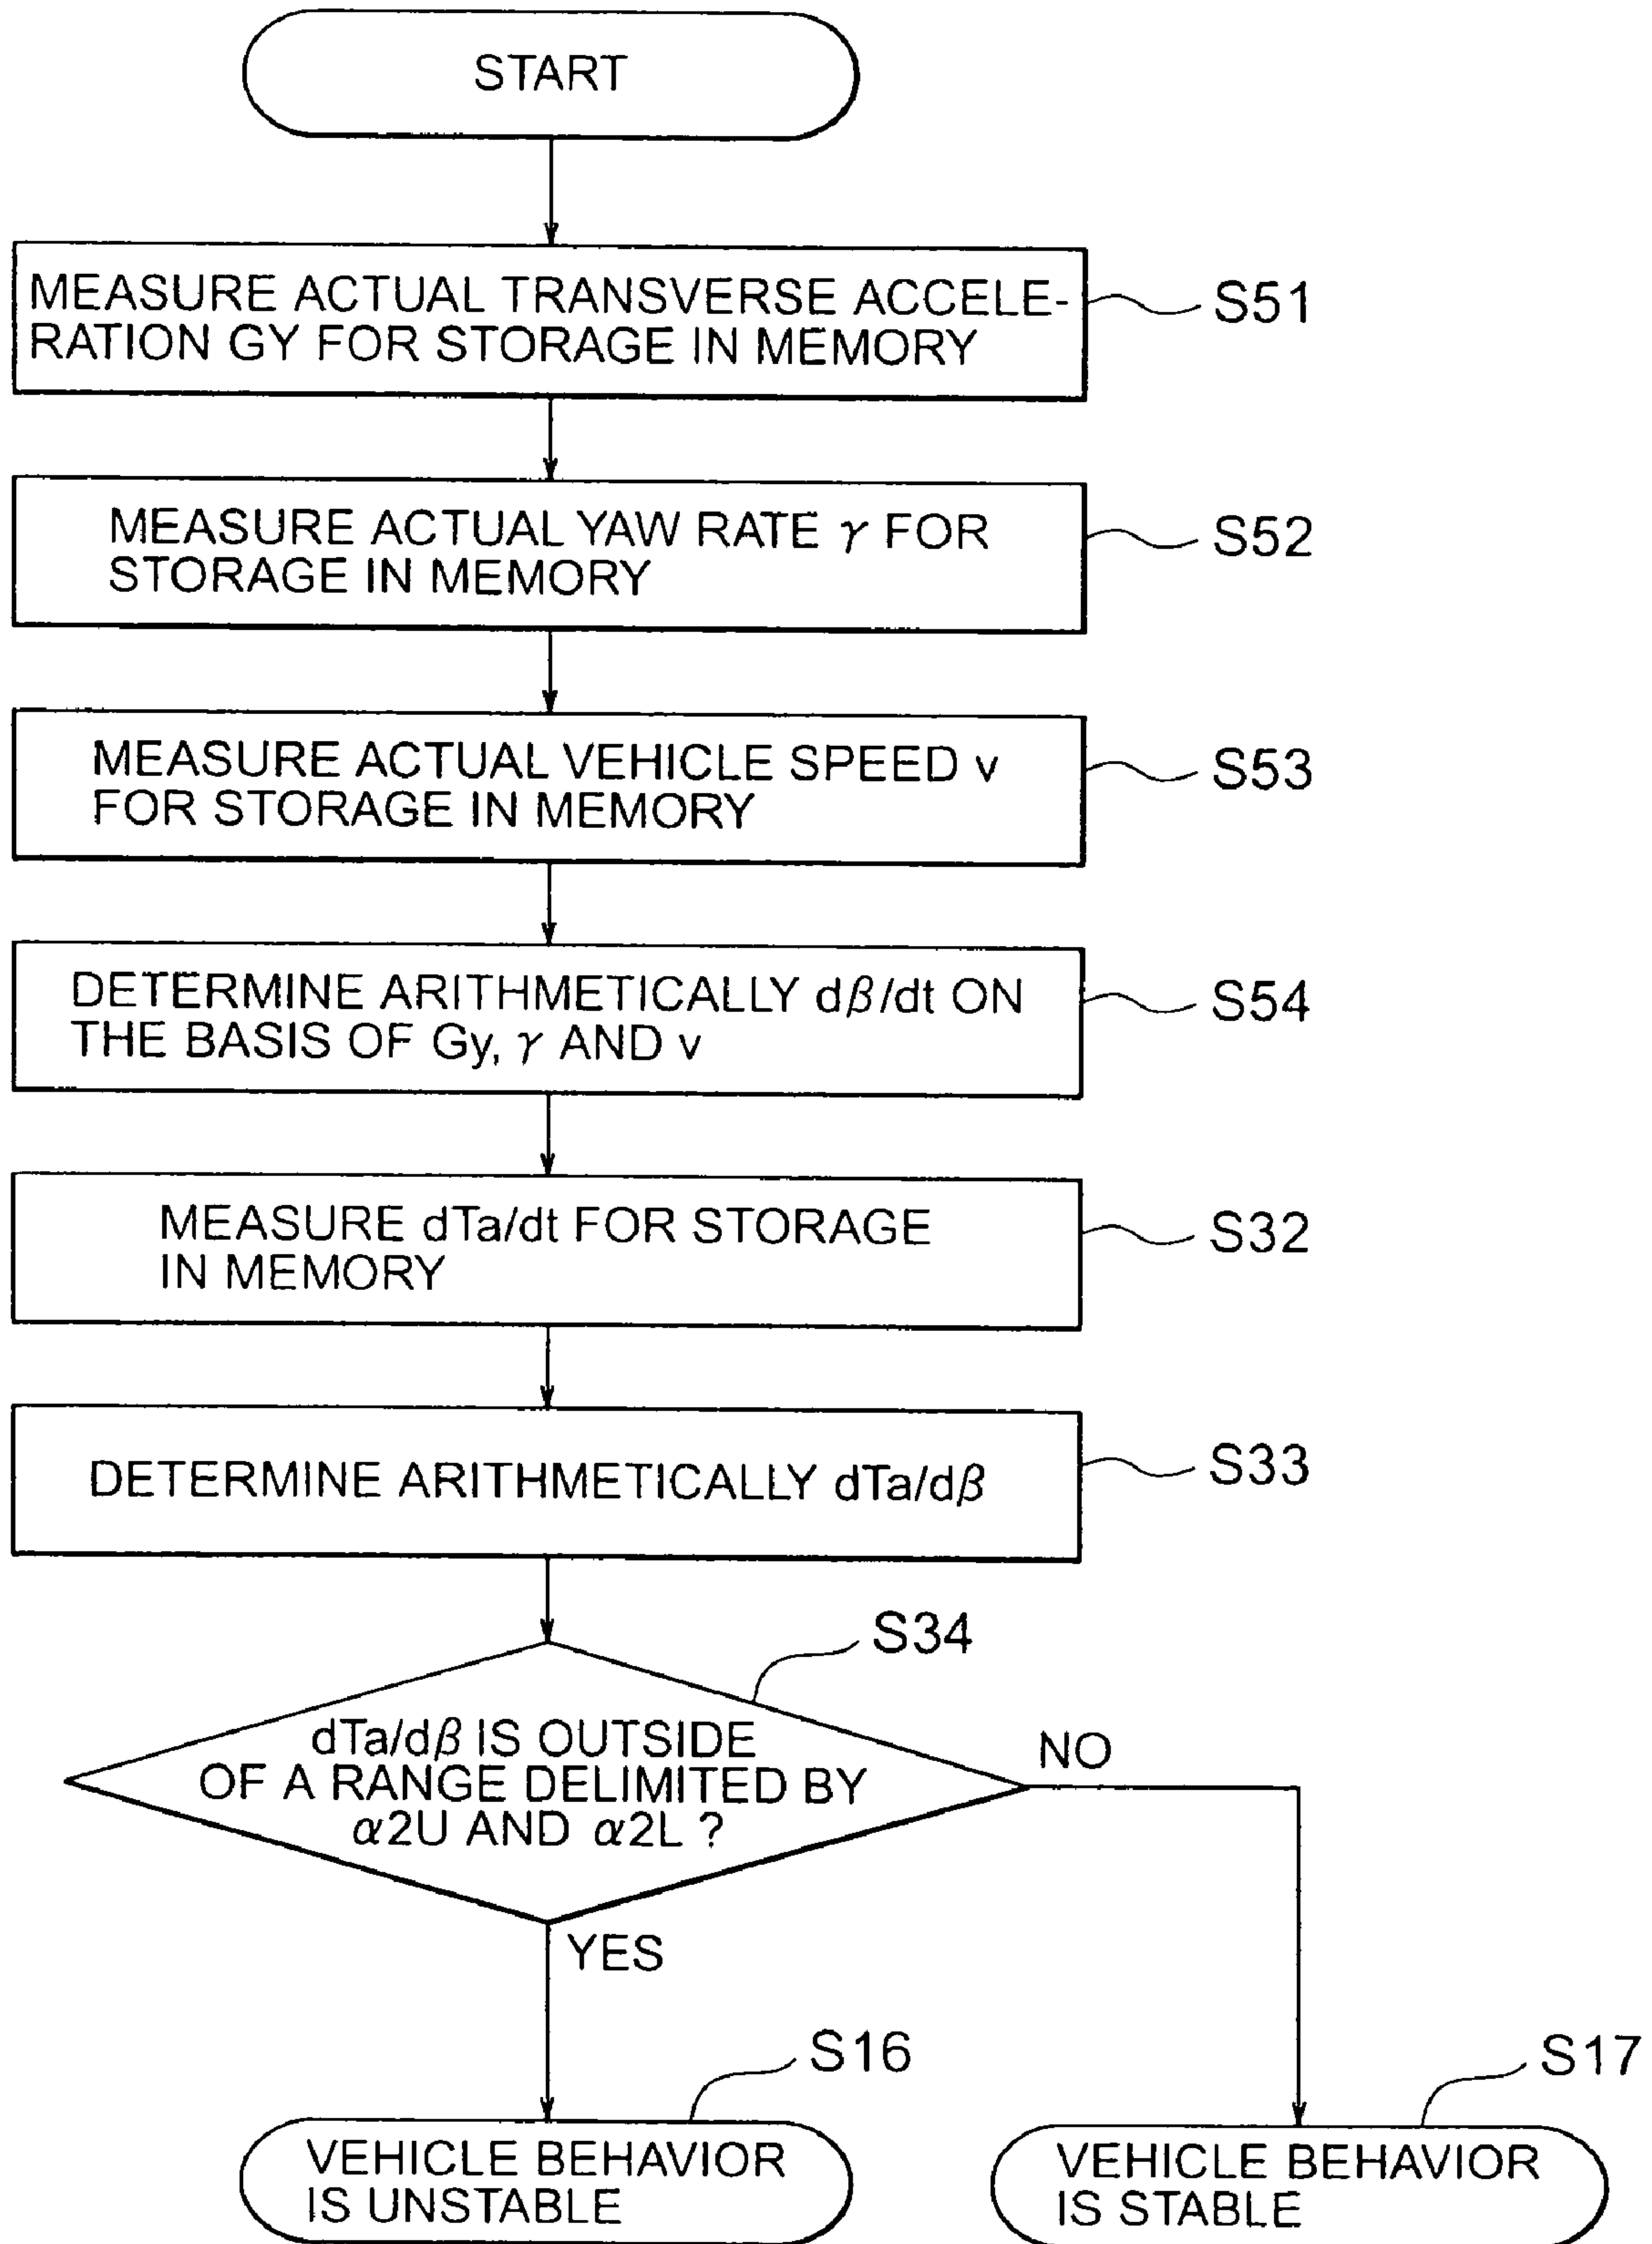 START
MEASURE ACTUAL TRANSVERSE ACCELE-
RATION GY FOR STORAGE IN MEMORY
S51
MEASURE ACTUAL YAW RATE γ FOR
STORAGE IN MEMORY
S52
MEASURE ACTUAL VEHICLE SPEED v
FOR STORAGE IN MEMORY
S53
DETERMINE ARITHMETICALLY dβ/dt ON
THE BASIS OF Gy, γ AND v
S54
MEASURE dTa/dt FOR STORAGE
IN MEMORY
S32
DETERMINE ARITHMETICALLY dTa/dβ
S33
S34
dTa/dβ IS OUTSIDE
OF A RANGE DELIMITED BY
α2U AND α2L ?
NO
YES
S16
VEHICLE BEHAVIOR
IS UNSTABLE
S17
VEHICLE BEHAVIOR
IS STABLE